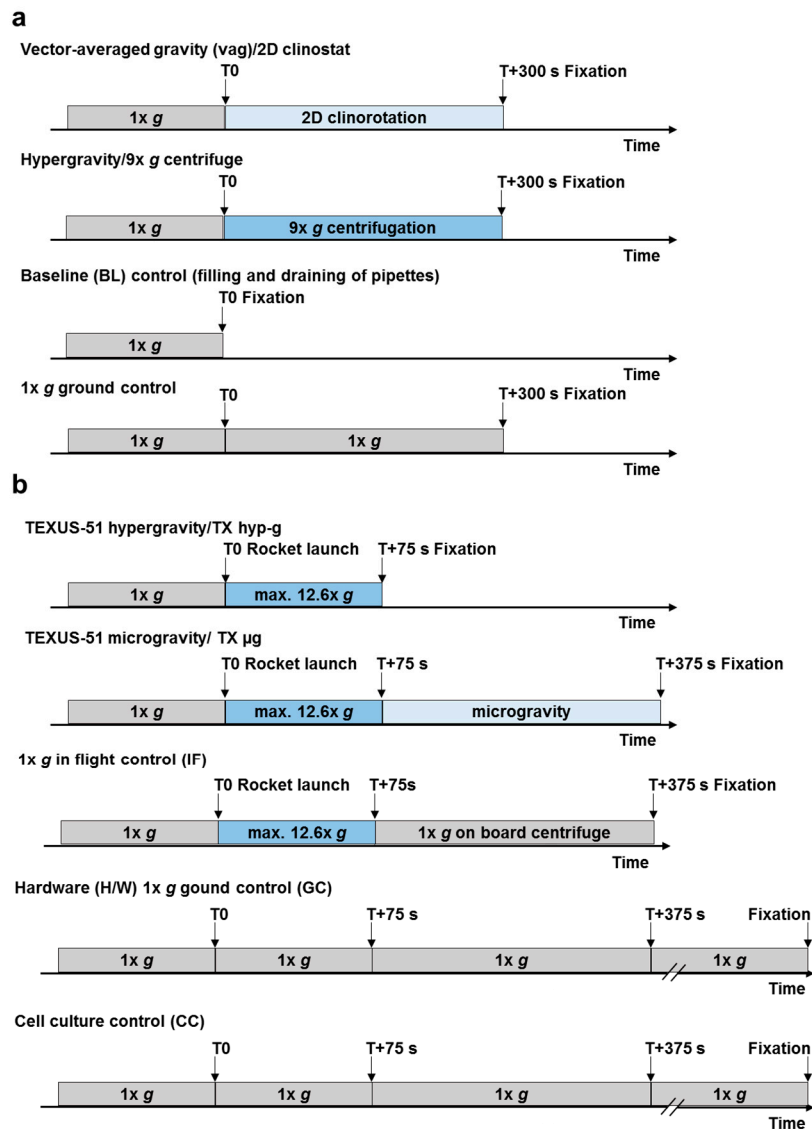 a
Vector-averaged gravity (vag)/2D clinostat
T0 T+300 s Fixation
1x g 2D clinorotation
Time
Hypergravity/9x g centrifuge
T0 T+300 s Fixation
1x g 9x g centrifugation
Time
Baseline (BL) control (filling and draining of pipettes)
T0 Fixation
1x g
Time
1x g ground control
T0 T+300 s Fixation
1x g 1x g
Time
b
TEXUS-51 hypergravity/TX hyp-g
T0 Rocket launch T+75 s Fixation
1x g max. 12.6x g
Time
TEXUS-51 microgravity/ TX µg
T0 Rocket launch T+75 s T+375 s Fixation
1x g max. 12.6x g microgravity
Time
1x g in flight control (IF)
T0 Rocket launch T+75s T+375 s Fixation
1x g max. 12.6x g 1x g on board centrifuge
Time
Hardware (H/W) 1x g gound control (GC)
T0 T+75 s T+375 s Fixation
1x g 1x g 1x g 1x g
Time
Cell culture control (CC)
T0 T+75 s T+375 s Fixation
1x g 1x g 1x g 1x g
Time